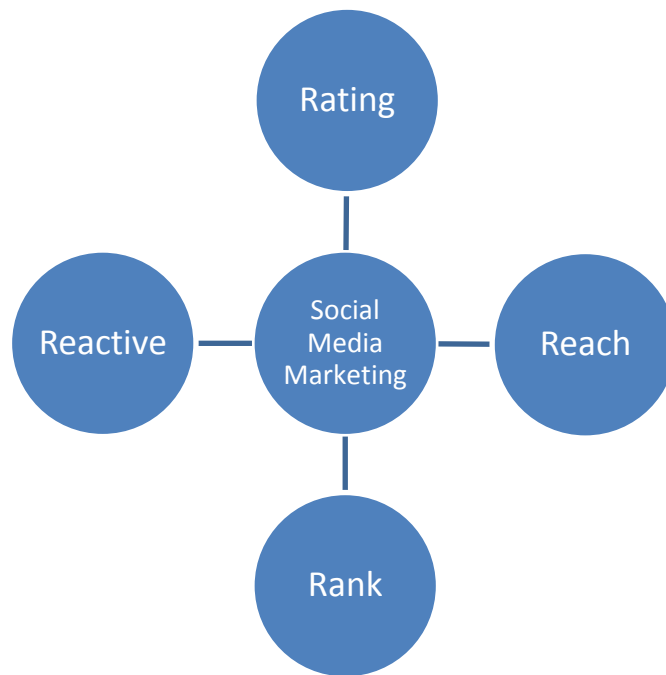 Rating
Reactive
Social
Media
Marketing
Reach
Rank